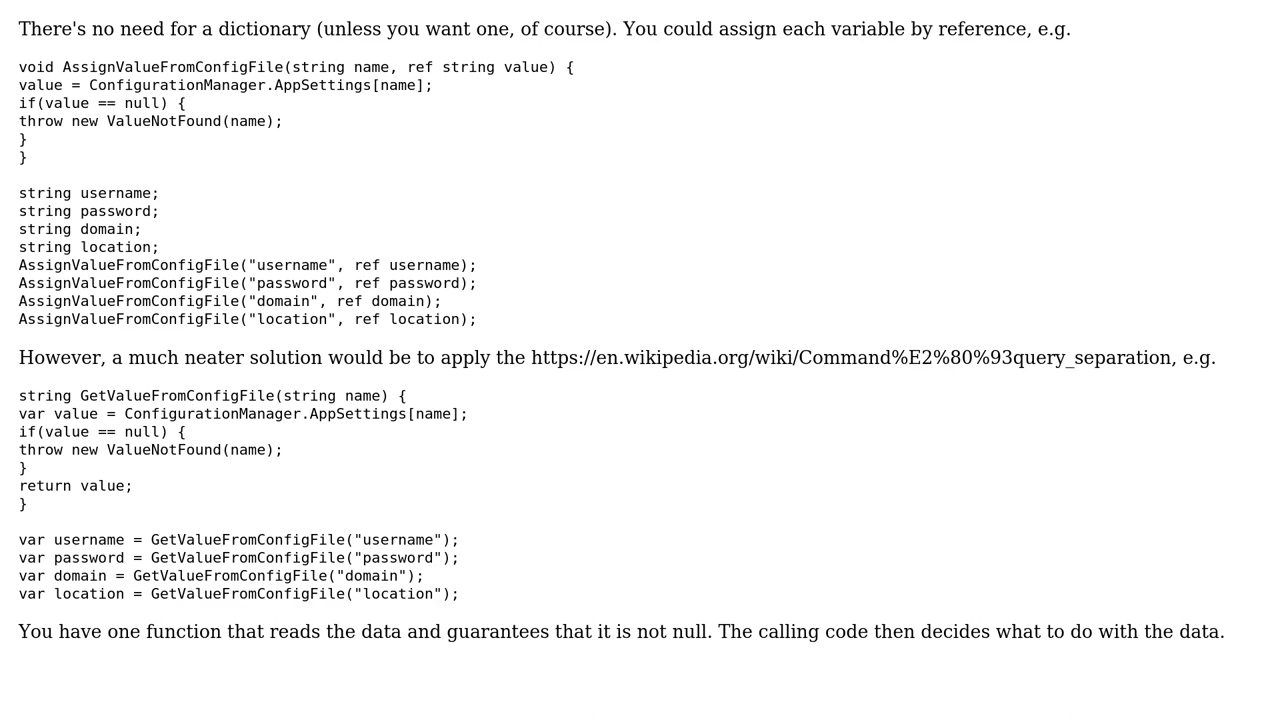 There's no need for a dictionary (unless you want one, of course). You could assign each variable by reference, e.g.
void AssignValueFromConfigFile(string name, ref string value) {
value = ConfigurationManager.AppSettings[name];
if(value == null) {
throw new ValueNotFound(name);
}
}
string username;
string password;
string domain;
string location;
AssignValueFromConfigFile("username", ref username);
AssignValueFromConfigFile("password", ref password);
AssignValueFromConfigFile("domain", ref domain);
AssignValueFromConfigFile("location", ref location);
However, a much neater solution would be to apply the https://en.wikipedia.org/wiki/Command%E2%80%93query_separation, e.g.
string GetValueFromConfigFile(string name) {
var value = ConfigurationManager.AppSettings[name];
if(value == null) {
throw new ValueNotFound(name);
}
return value;
}
var username = GetValueFromConfigFile("username");
var password = GetValueFromConfigFile("password");
var domain = GetValueFromConfigFile("domain");
var location = GetValueFromConfigFile("location");
You have one function that reads the data and guarantees that it is not null. The calling code then decides what to do with the data.